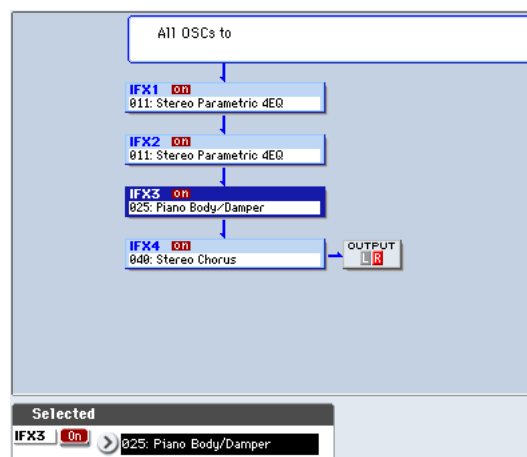 All OSCs to
IFX1 On
011: Stereo Parametric 4EQ
IFX2 On
011: Stereo Parametric 4EQ
IFX3 On
025: Piano Body/Damper
IFX4 On
040: Stereo Chorus
OUTPUT
L R
Selected
IFX3 On 025: Piano Body/Damper